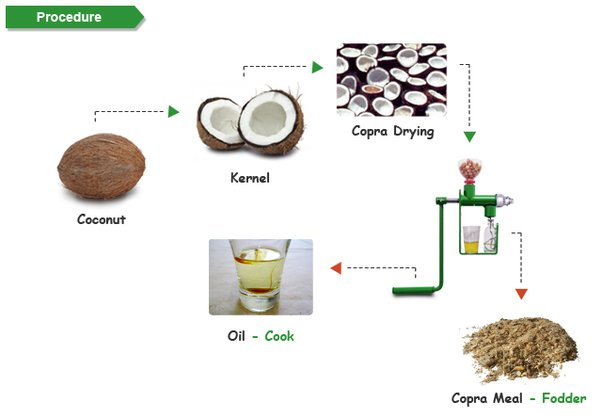 Procedure
Copra Drying
Kernel
Coconut
Oil - Cook
Copra Meal - Fodder